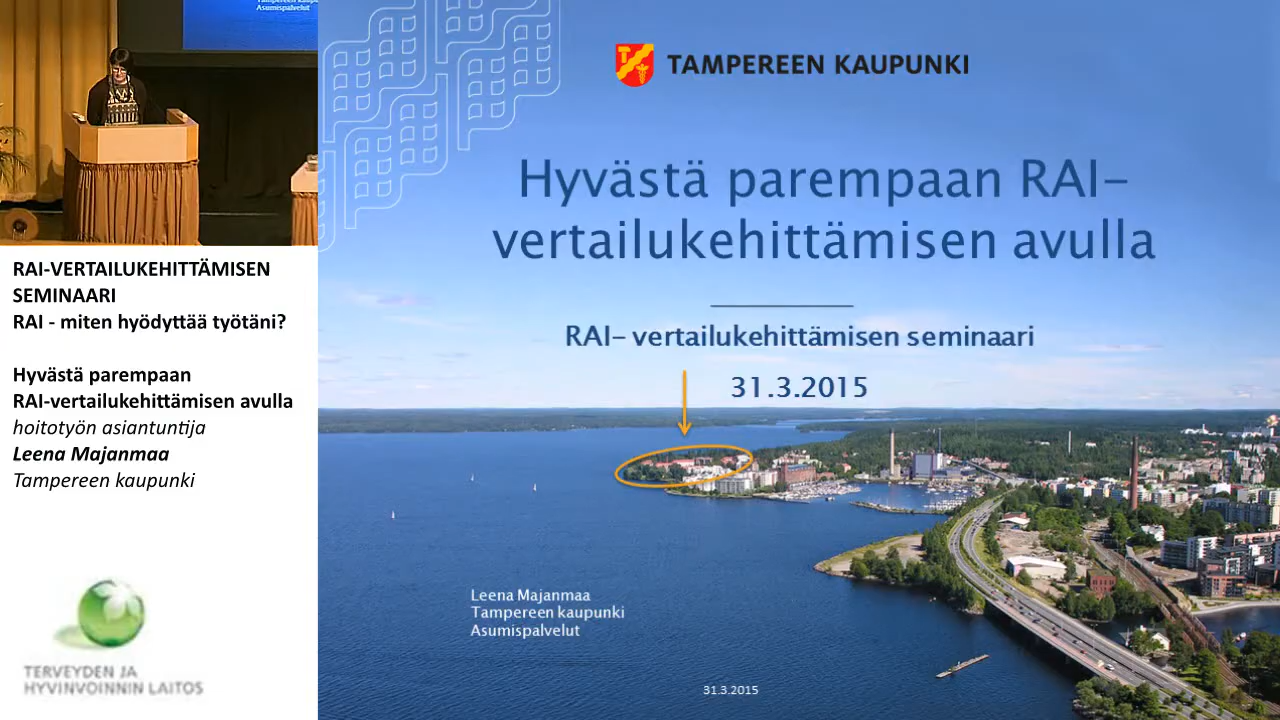 Asumispalvelut
RAI-VERTAILUKEHITTÄMISEN
SEMINAARI
RAI - miten hyödyttää työtäni?
Hyvästä parempaan
RAI-vertailukehittämisen avulla
hoitotyön asiantuntija
Leena Majanmaa
Tampereen kaupunki
TERVEYDEN JA
HYVINVOINNIN LAITOS
TAMPEREEN KAUPUNKI
Hyvästä parempaan RAI–
vertailukehittämisen avulla
RAI– vertailukehittämisen seminaari
31.3.2015
Leena Majanmaa
Tampereen kaupunki
Asumispalvelut
31.3.2015